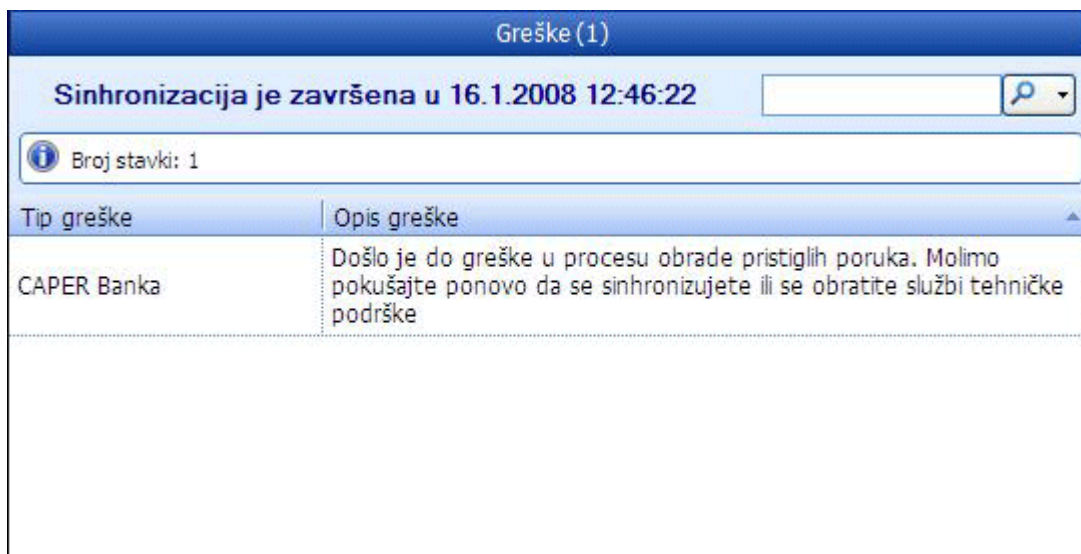 Greške (1)
Sinhronizacija je završena u 16.1.2008 12:46:22
Broj stavki: 1
Tip greške
Opis greške
CAPER Banka
Došlo je do greške u procesu obrade pristiglih poruka. Molimo
pokušajte ponovo da se sinhronizujete ili se obratite službi tehničke
podrške